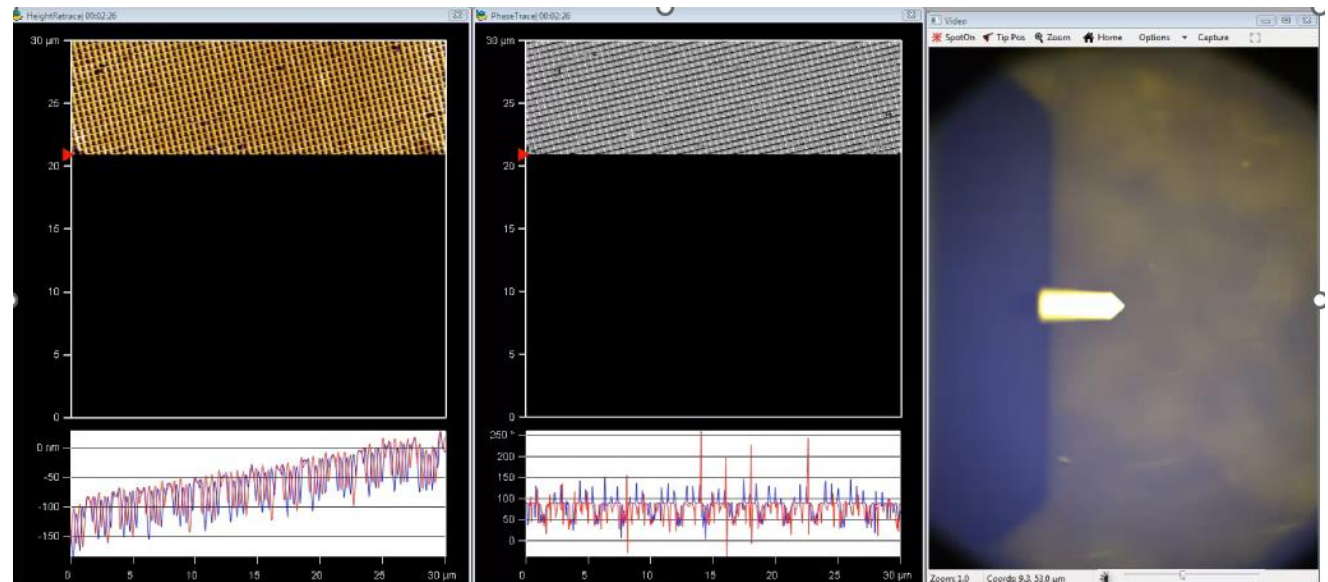 HeightRetrace| 00:02:26
30 µm
25
20
15
10
5
0
0 nm
-50
-100
-150
0 5 10 15 20 25 30 µm
PhaseTrace| 00:02:26
30 µm
25
20
15
10
5
0
250 °
200
150
100
50
0
0 5 10 15 20 25 30 µm
Video
SpotOn Tip Pos Zoom Home Options Capture
Zoom: 1.0 Coords: 9.3, 53.0 µm